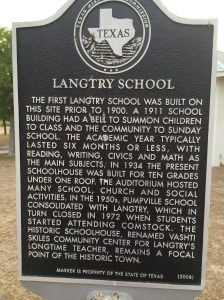 TEXAS
LANGTRY SCHOOL
THE FIRST LANGTRY SCHOOL WAS BUILT ON
THIS SITE PRIOR TO 1900. A 1911 SCHOOL
BUILDING HAD A BELL TO SUMMON CHILDREN
TO CLASS AND THE COMMUNITY TO SUNDAY
SCHOOL. THE ACADEMIC YEAR TYPICALLY
LASTED SIX MONTHS OR LESS, WITH
READING, WRITING, CIVICS AND MATH AS
THE MAIN SUBJECTS. IN 1934 THE PRESENT
SCHOOLHOUSE WAS BUILT FOR TEN GRADES
UNDER ONE ROOF. THE AUDITORIUM HOSTED
MANY SCHOOL, CHURCH AND SOCIAL
ACTIVITIES. IN THE 1950s, PUMPVILLE SCHOOL
CONSOLIDATED WITH LANGTRY, WHICH IN
TURN CLOSED IN 1972 WHEN STUDENTS
STARTED ATTENDING COMSTOCK. THE
HISTORIC SCHOOLHOUSE, RENAMED VASHTI
SKILES COMMUNITY CENTER FOR LANGTRY'S
LONGTIME TEACHER, REMAINS A FOCAL
POINT OF THE HISTORIC TOWN.
(2008)
MARKER IS PROPERTY OF THE STATE OF TEXAS